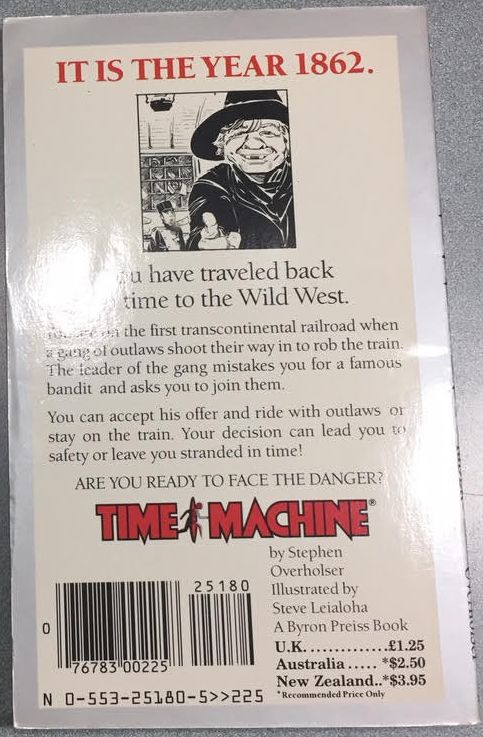 IT IS THE YEAR 1862.
have traveled back
time to the Wild West.
on the first transcontinental railroad when
a gang of outlaws shoot their way in to rob the train.
The leader of the gang mistakes you for a famous
bandit and asks you to join them.
You can accept his offer and ride with outlaws or
stay on the train. Your decision can lead you to
safety or leave you stranded in time!
ARE YOU READY TO FACE THE DANGER?
TIME MACHINE®
by Stephen
Overholser
Illustrated by
Steve Leialoha
A Byron Preiss Book
U.K. ..............£1.25
Australia ..... *$2.50
New Zealand..*$3.95
*Recommended Price Only
25180
0
76783 00225
N 0-553-25180-5>>225